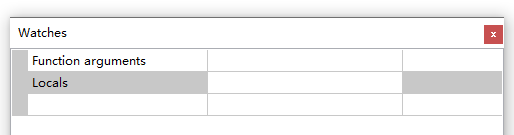 Watches
x
Function arguments
Locals